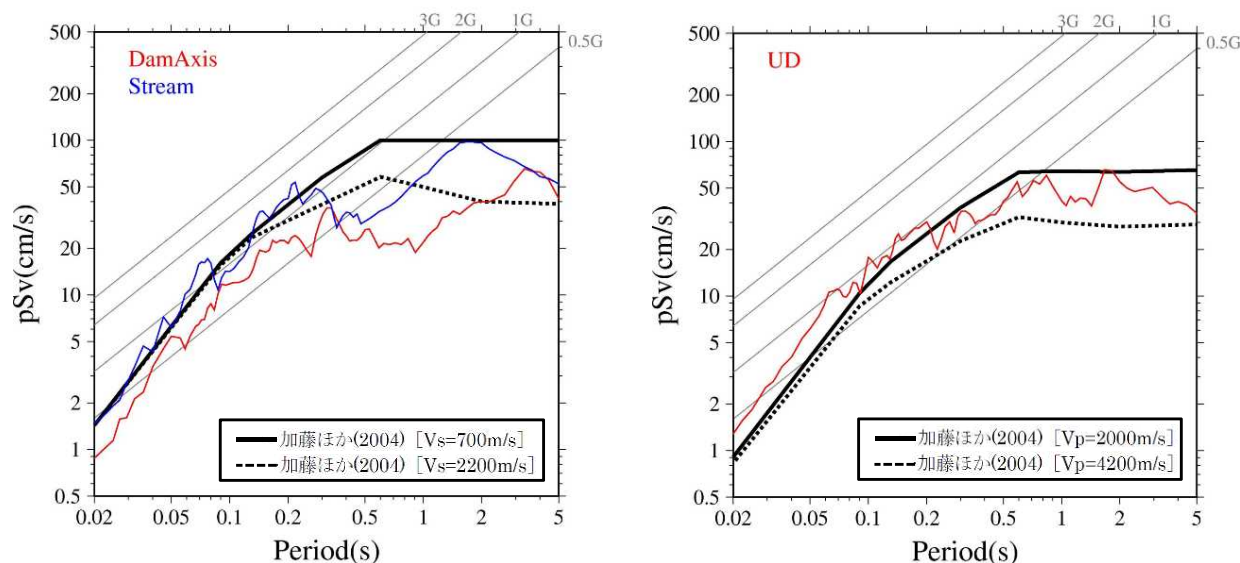 3G 2G 1G
0.5G
DamAxis
Stream
500
200
100
50
20
10
5
2
1
0.5
pSv(cm/s)
加藤ほか(2004) [Vs=700m/s]
加藤ほか(2004) [Vs=2200m/s]
0.02 0.05 0.1 0.2 0.5 1 2 5
Period(s)
3G 2G 1G
0.5G
UD
500
200
100
50
20
10
5
2
1
0.5
pSv(cm/s)
加藤ほか(2004) [Vp=2000m/s]
加藤ほか(2004) [Vp=4200m/s]
0.02 0.05 0.1 0.2 0.5 1 2 5
Period(s)